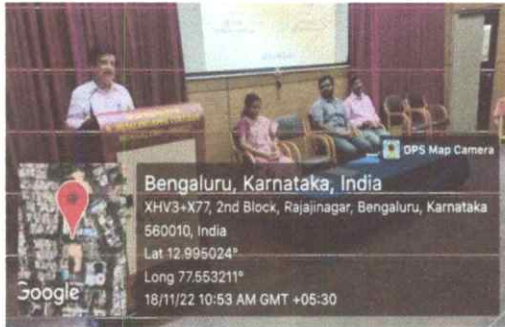 GPS Map Camera
Bengaluru, Karnataka, India
XHV3+X77, 2nd Block, Rajajinagar, Bengaluru, Karnataka
560010, India
Lat 12.995024°
Long 77.553211°
18/11/22 10:53 AM GMT +05:30
Google